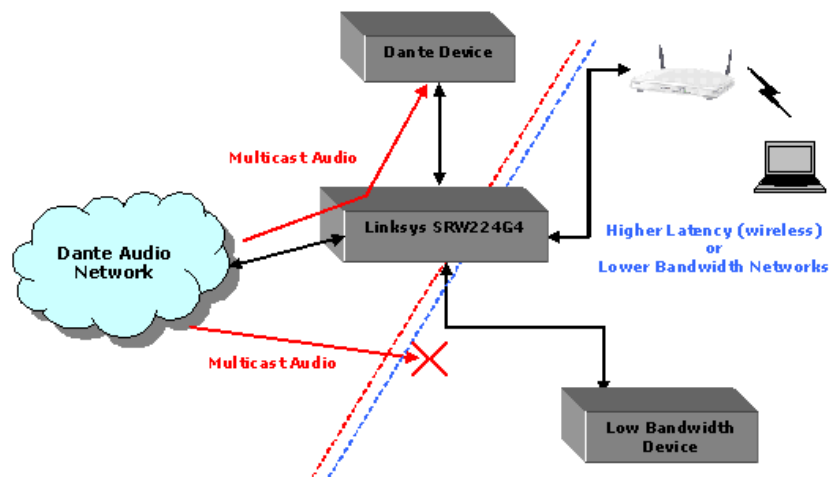 Dante Device
Multicast Audio
Linksys SRW224G4
Dante Audio
Network
Higher Latency (wireless)
or
Lower Bandwidth Networks
Multicast Audio
Low Bandwidth
Device